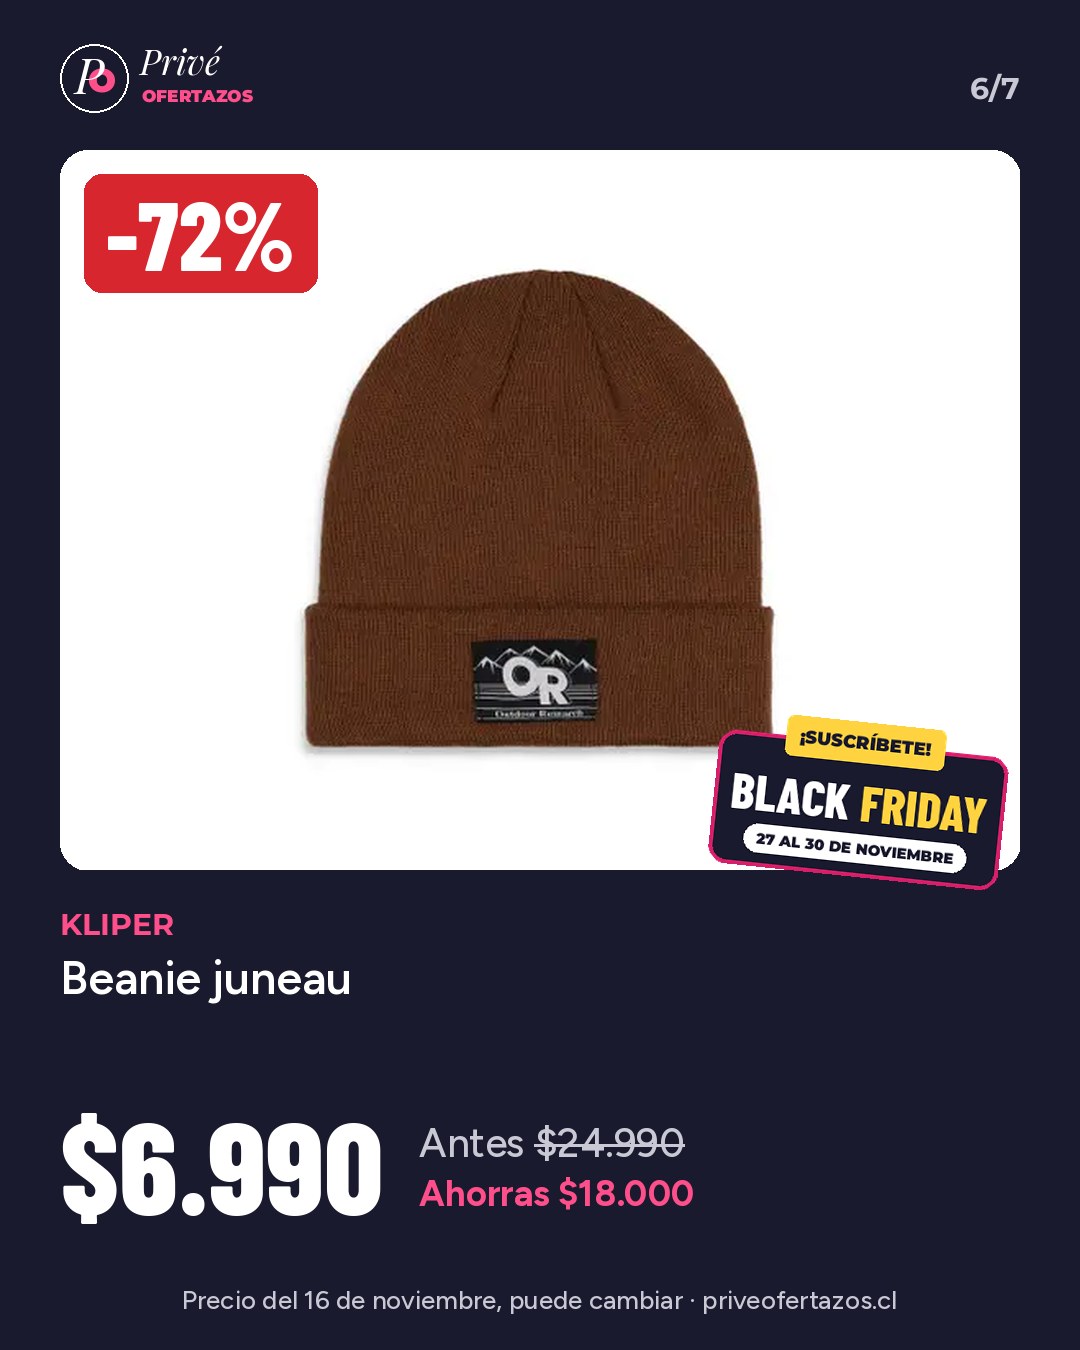 Po Privé
OFERTAZOS
6/7
-72%
OR
Outdoor Research
¡SUSCRÍBETE!
BLACK FRIDAY
27 AL 30 DE NOVIEMBRE
KLIPER
Beanie juneau
$6.990
Antes $24.990
Ahorras $18.000
Precio del 16 de noviembre, puede cambiar · priveofertazos.cl